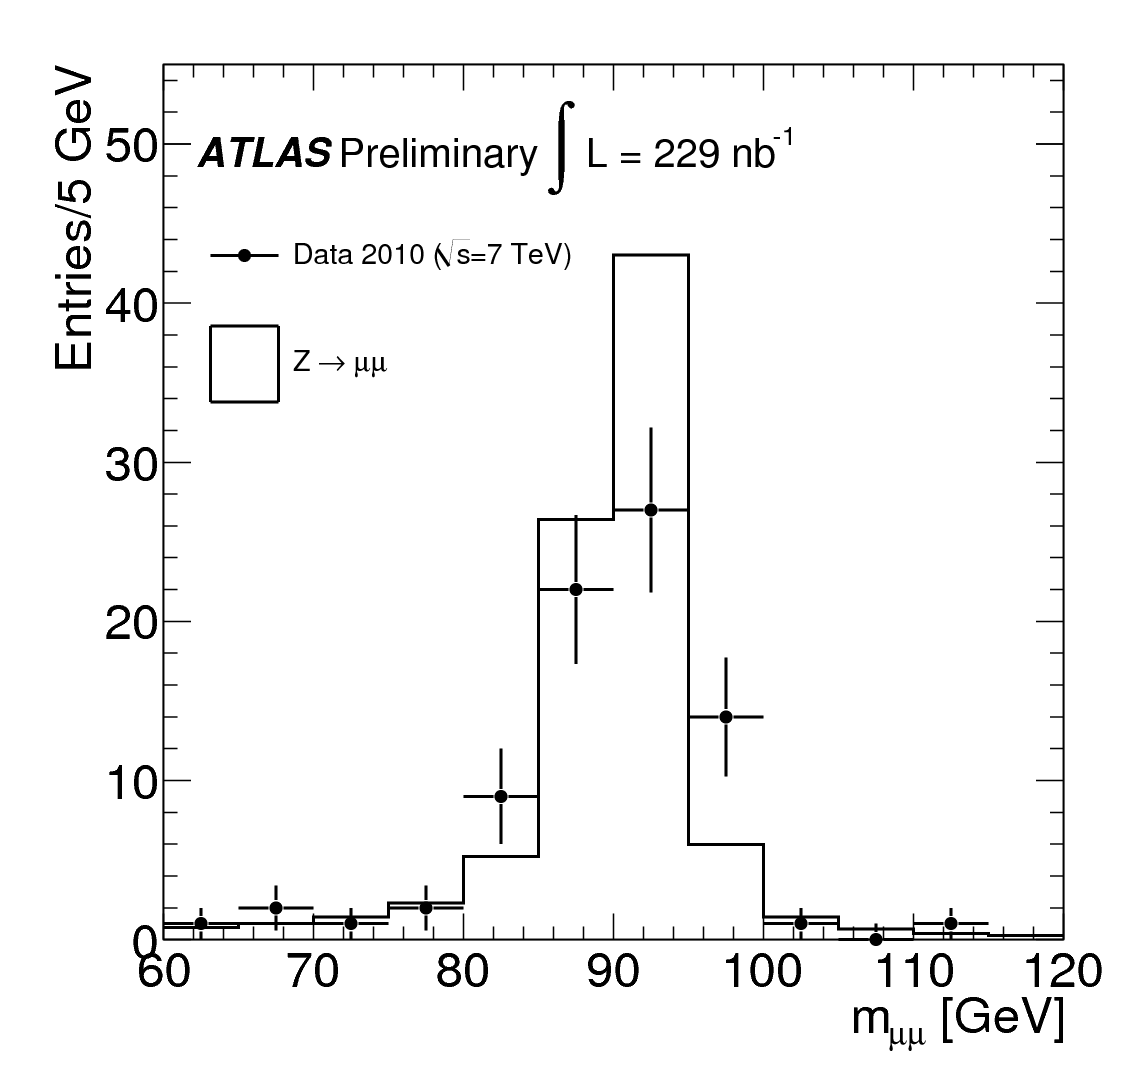 Entries/5 GeV
50
40
30
20
10
0
ATLAS Preliminary ∫ L = 229 nb⁻¹
Data 2010 (√s=7 TeV)
Z → μμ
60 70 80 90 100 110 120
m_μμ [GeV]